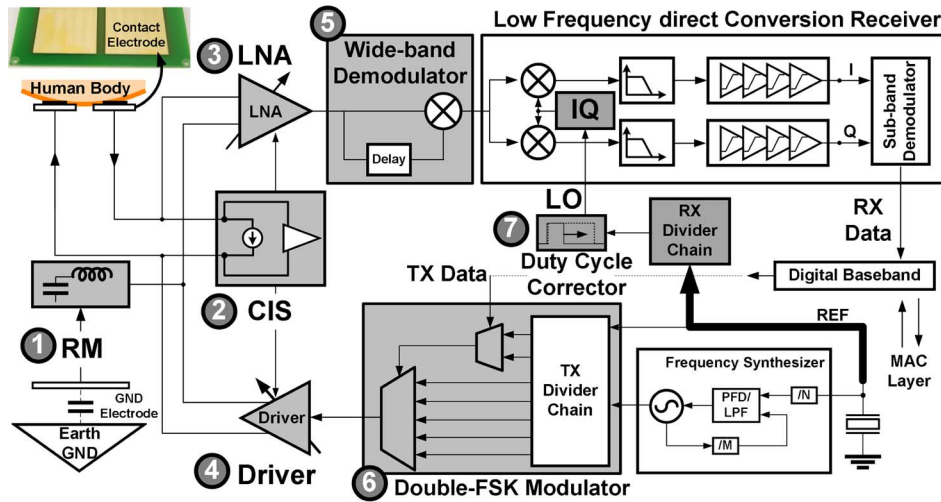 Contact
Electrode
Human Body
3 LNA
LNA
5
Wide-band
Demodulator
Delay
Low Frequency direct Conversion Receiver
IQ
I
Q
Sub-band
Demodulator
LO
7
Duty Cycle
Corrector
RX
Divider
Chain
RX
Data
Digital Baseband
MAC
Layer
REF
TX Data
2 CIS
1 RM
GND
Electrode
Earth
GND
Driver
4 Driver
TX
Divider
Chain
6 Double-FSK Modulator
Frequency Synthesizer
PFD/
LPF
/N
/M